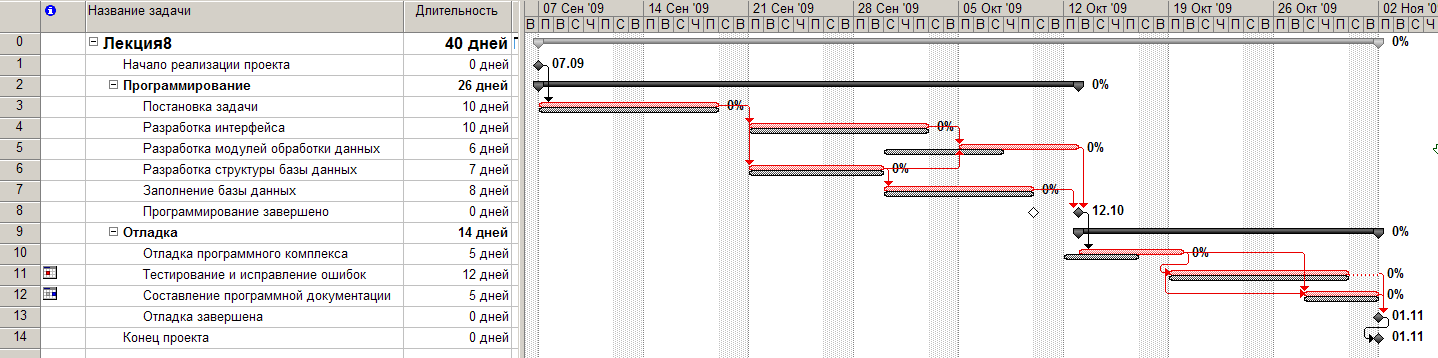 Название задачи Длительность 07 Сен '09 14 Сен '09 21 Сен '09 28 Сен '09 05 Окт '09 12 Окт '09 19 Окт '09 26 Окт '09 02 Ноя '0
В П В С Ч П С В П В С Ч П С В П В С Ч П С В П В С Ч П С В П В С Ч П С В П В С Ч П С В П В С Ч П С В П В С Ч П С В П В С Ч
0 Лекция8 40 дней 0%
1 Начало реализации проекта 0 дней 07.09
2 Программирование 26 дней 0%
3 Постановка задачи 10 дней 0%
4 Разработка интерфейса 10 дней 0%
5 Разработка модулей обработки данных 6 дней 0%
6 Разработка структуры базы данных 7 дней 0%
7 Заполнение базы данных 8 дней 0%
8 Программирование завершено 0 дней 12.10
9 Отладка 14 дней 0%
10 Отладка программного комплекса 5 дней 0%
11 Тестирование и исправление ошибок 12 дней 0%
12 Составление программной документации 5 дней 0%
13 Отладка завершена 0 дней 01.11
14 Конец проекта 0 дней 01.11